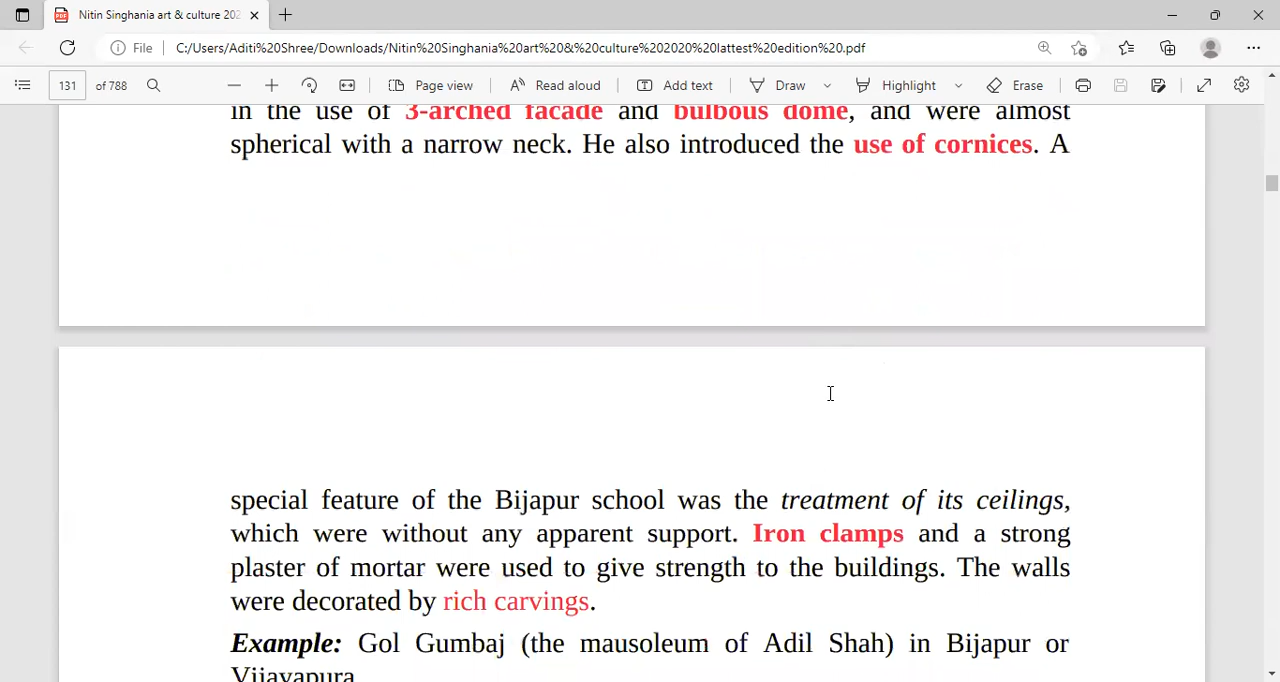 Nitin Singhania art & culture 202
File
C:/Users/Aditi%20Shree/Downloads/Nitin%20Singhania%20art%20&%20culture%202020%20lattest%20edition%20.pdf
131 of 788
Page view
Read aloud
Add text
Draw
Highlight
Erase
in the use of 3-arched facade and bulbous dome, and were almost
spherical with a narrow neck. He also introduced the use of cornices. A
special feature of the Bijapur school was the treatment of its ceilings,
which were without any apparent support. Iron clamps and a strong
plaster of mortar were used to give strength to the buildings. The walls
were decorated by rich carvings.
Example: Gol Gumbaj (the mausoleum of Adil Shah) in Bijapur or
Vijayapura